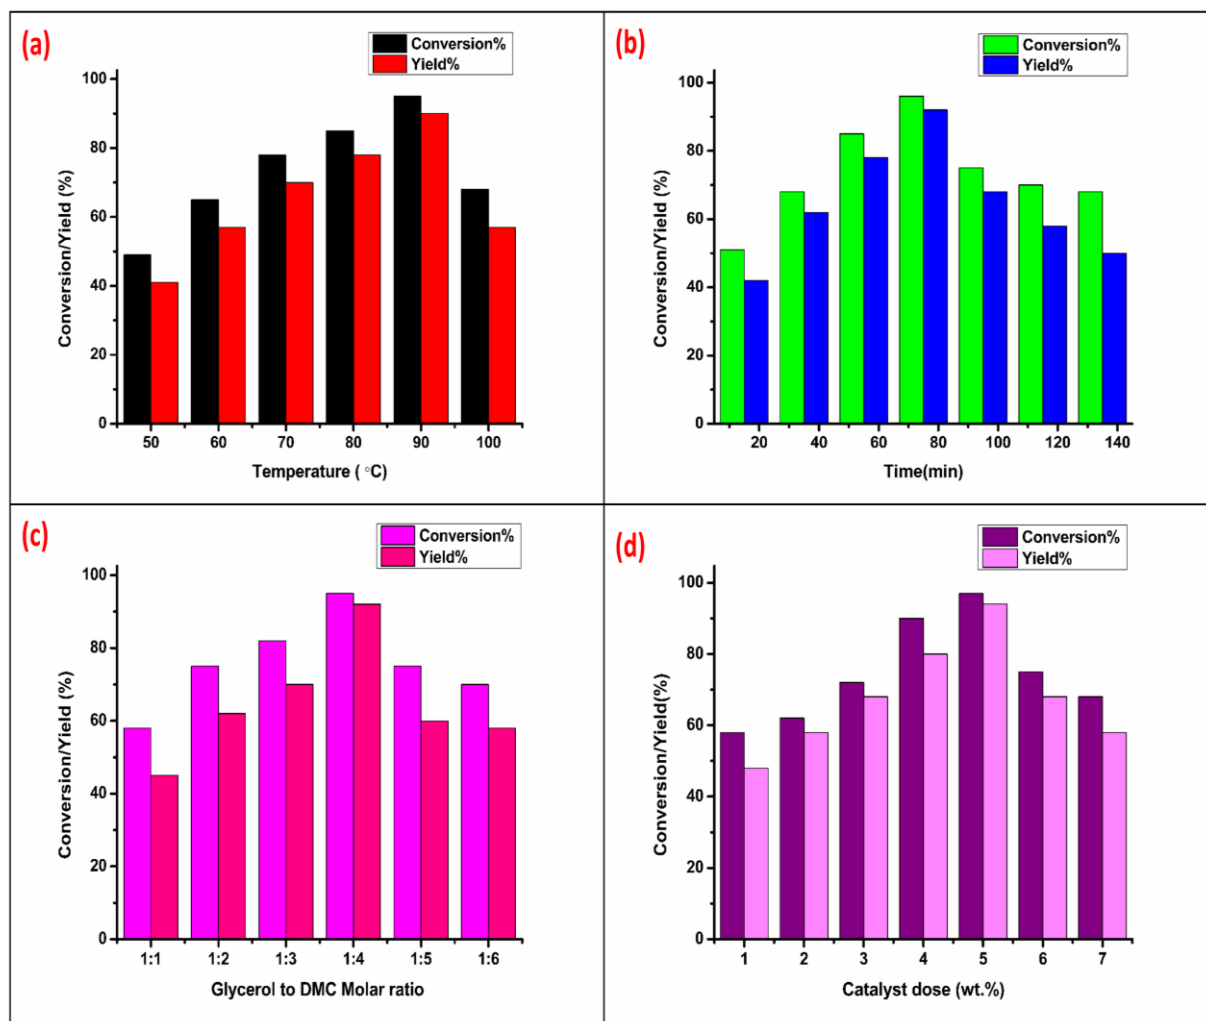 (a)
Conversion%
Yield%
100
80
60
40
20
0
Conversion/Yield (%)
50 60 70 80 90 100
Temperature ( °C)
(b)
Conversion%
Yield%
100
80
60
40
20
0
Conversion/Yield (%)
20 40 60 80 100 120 140
Time(min)
(c)
Conversion%
Yield%
100
80
60
40
20
0
Conversion/Yield (%)
1:1 1:2 1:3 1:4 1:5 1:6
Glycerol to DMC Molar ratio
(d)
Conversion%
Yield%
100
80
60
40
20
0
Conversion/Yield(%)
1 2 3 4 5 6 7
Catalyst dose (wt.%)